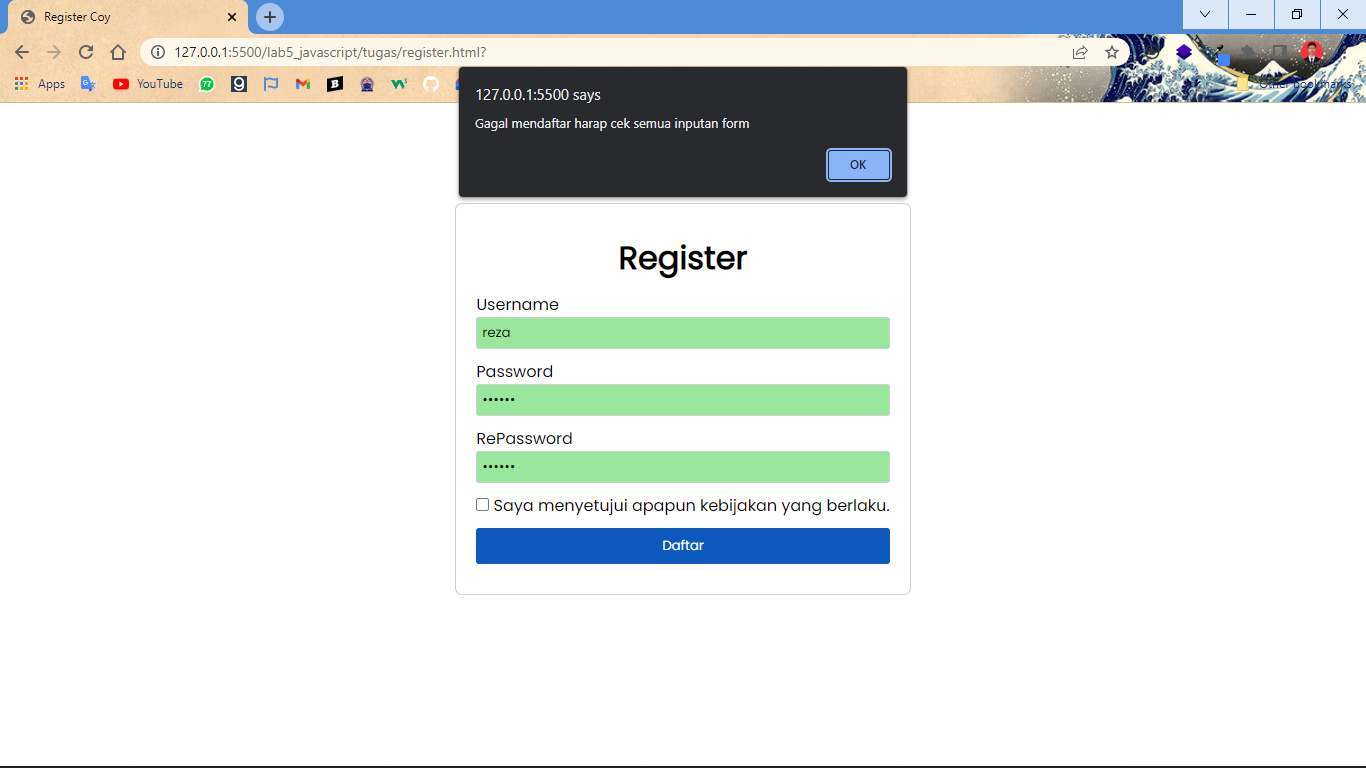 Register Coy
127.0.0.1:5500/lab5_javascript/tugas/register.html?
Apps
YouTube
Other bookmarks
127.0.0.1:5500 says
Gagal mendaftar harap cek semua inputan form
OK
Register
Username
reza
Password
••••••
RePassword
••••••
Saya menyetujui apapun kebijakan yang berlaku.
Daftar